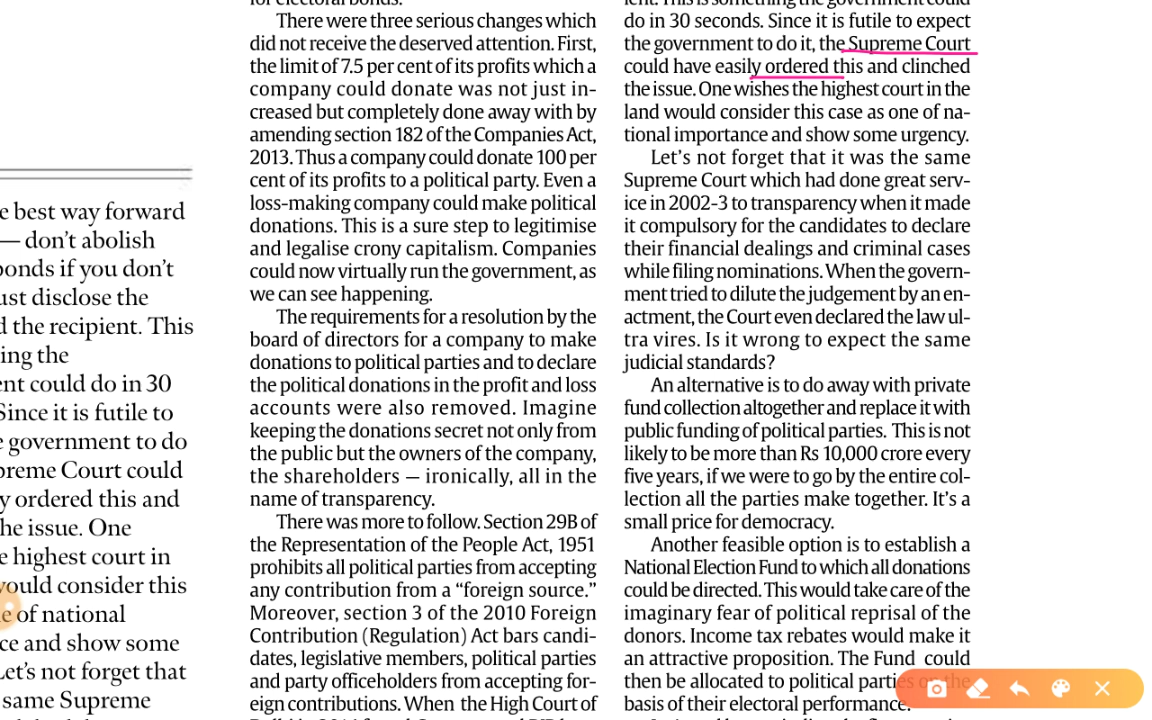 e best way forward
— don't abolish
bonds if you don't
ust disclose the
d the recipient. This
ing the
ent could do in 30
Since it is futile to
e government to do
preme Court could
y ordered this and
he issue. One
e highest court in
would consider this
e of national
ce and show some
Let's not forget that
same Supreme
for electoral bonds.
There were three serious changes which
did not receive the deserved attention. First,
the limit of 7.5 per cent of its profits which a
company could donate was not just in-
creased but completely done away with by
amending section 182 of the Companies Act,
2013. Thus a company could donate 100 per
cent of its profits to a political party. Even a
loss-making company could make political
donations. This is a sure step to legitimise
and legalise crony capitalism. Companies
could now virtually run the government, as
we can see happening.
The requirements for a resolution by the
board of directors for a company to make
donations to political parties and to declare
the political donations in the profit and loss
accounts were also removed. Imagine
keeping the donations secret not only from
the public but the owners of the company,
the shareholders — ironically, all in the
name of transparency.
There was more to follow. Section 29B of
the Representation of the People Act, 1951
prohibits all political parties from accepting
any contribution from a “foreign source.”
Moreover, section 3 of the 2010 Foreign
Contribution (Regulation) Act bars candi-
dates, legislative members, political parties
and party officeholders from accepting for-
eign contributions. When the High Court of
ient. This is something the government could
do in 30 seconds. Since it is futile to expect
the government to do it, the Supreme Court
could have easily ordered this and clinched
the issue. One wishes the highest court in the
land would consider this case as one of na-
tional importance and show some urgency.
Let's not forget that it was the same
Supreme Court which had done great serv-
ice in 2002-3 to transparency when it made
it compulsory for the candidates to declare
their financial dealings and criminal cases
while filing nominations. When the govern-
ment tried to dilute the judgement by an en-
actment, the Court even declared the law ul-
tra vires. Is it wrong to expect the same
judicial standards?
An alternative is to do away with private
fund collection altogether and replace it with
public funding of political parties. This is not
likely to be more than Rs 10,000 crore every
five years, if we were to go by the entire col-
lection all the parties make together. It's a
small price for democracy.
Another feasible option is to establish a
National Election Fund to which all donations
could be directed. This would take care of the
imaginary fear of political reprisal of the
donors. Income tax rebates would make it
an attractive proposition. The Fund could
then be allocated to political parties on the
basis of their electoral performance.